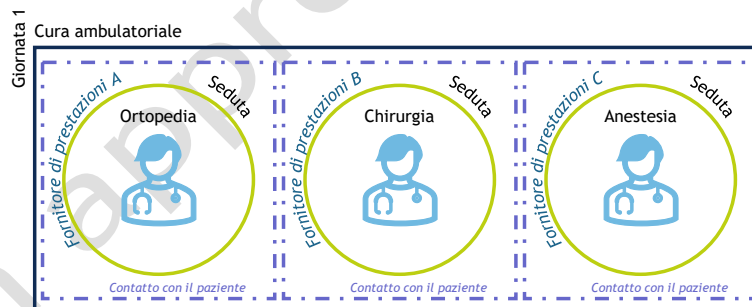 Giornata 1
Cura ambulatoriale
Fornitore di prestazioni A
Seduta
Ortopedia
Contatto con il paziente
Fornitore di prestazioni B
Seduta
Chirurgia
Contatto con il paziente
Fornitore di prestazioni C
Seduta
Anestesia
Contatto con il paziente